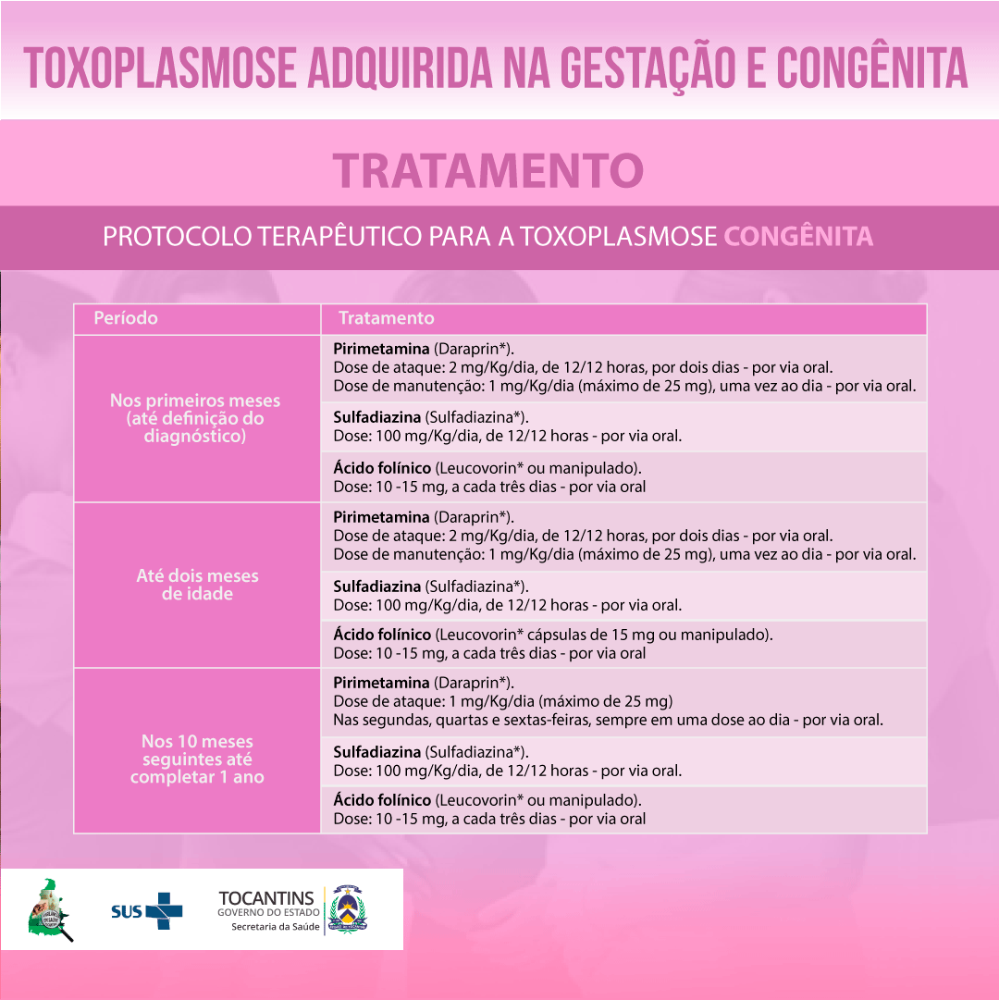 TOXOPLASMOSE ADQUIRIDA NA GESTAÇÃO E CONGÊNITA
TRATAMENTO
PROTOCOLO TERAPÊUTICO PARA A TOXOPLASMOSE CONGÊNITA
Período
Tratamento
Nos primeiros meses
(até definição do
diagnóstico)
Pirimetamina (Daraprin*).
Dose de ataque: 2 mg/Kg/dia, de 12/12 horas, por dois dias - por via oral.
Dose de manutenção: 1 mg/Kg/dia (máximo de 25 mg), uma vez ao dia - por via oral.
Sulfadiazina (Sulfadiazina*).
Dose: 100 mg/Kg/dia, de 12/12 horas - por via oral.
Ácido folínico (Leucovorin* ou manipulado).
Dose: 10 -15 mg, a cada três dias - por via oral
Até dois meses
de idade
Pirimetamina (Daraprin*).
Dose de ataque: 2 mg/Kg/dia, de 12/12 horas, por dois dias - por via oral.
Dose de manutenção: 1 mg/Kg/dia (máximo de 25 mg), uma vez ao dia - por via oral.
Sulfadiazina (Sulfadiazina*).
Dose: 100 mg/Kg/dia, de 12/12 horas - por via oral.
Ácido folínico (Leucovorin* cápsulas de 15 mg ou manipulado).
Dose: 10 -15 mg, a cada três dias - por via oral
Nos 10 meses
seguintes até
completar 1 ano
Pirimetamina (Daraprin*).
Dose de ataque: 1 mg/Kg/dia (máximo de 25 mg)
Nas segundas, quartas e sextas-feiras, sempre em uma dose ao dia - por via oral.
Sulfadiazina (Sulfadiazina*).
Dose: 100 mg/Kg/dia, de 12/12 horas - por via oral.
Ácido folínico (Leucovorin* ou manipulado).
Dose: 10 -15 mg, a cada três dias - por via oral
SUS
TOCANTINS
GOVERNO DO ESTADO
Secretaria da Saúde